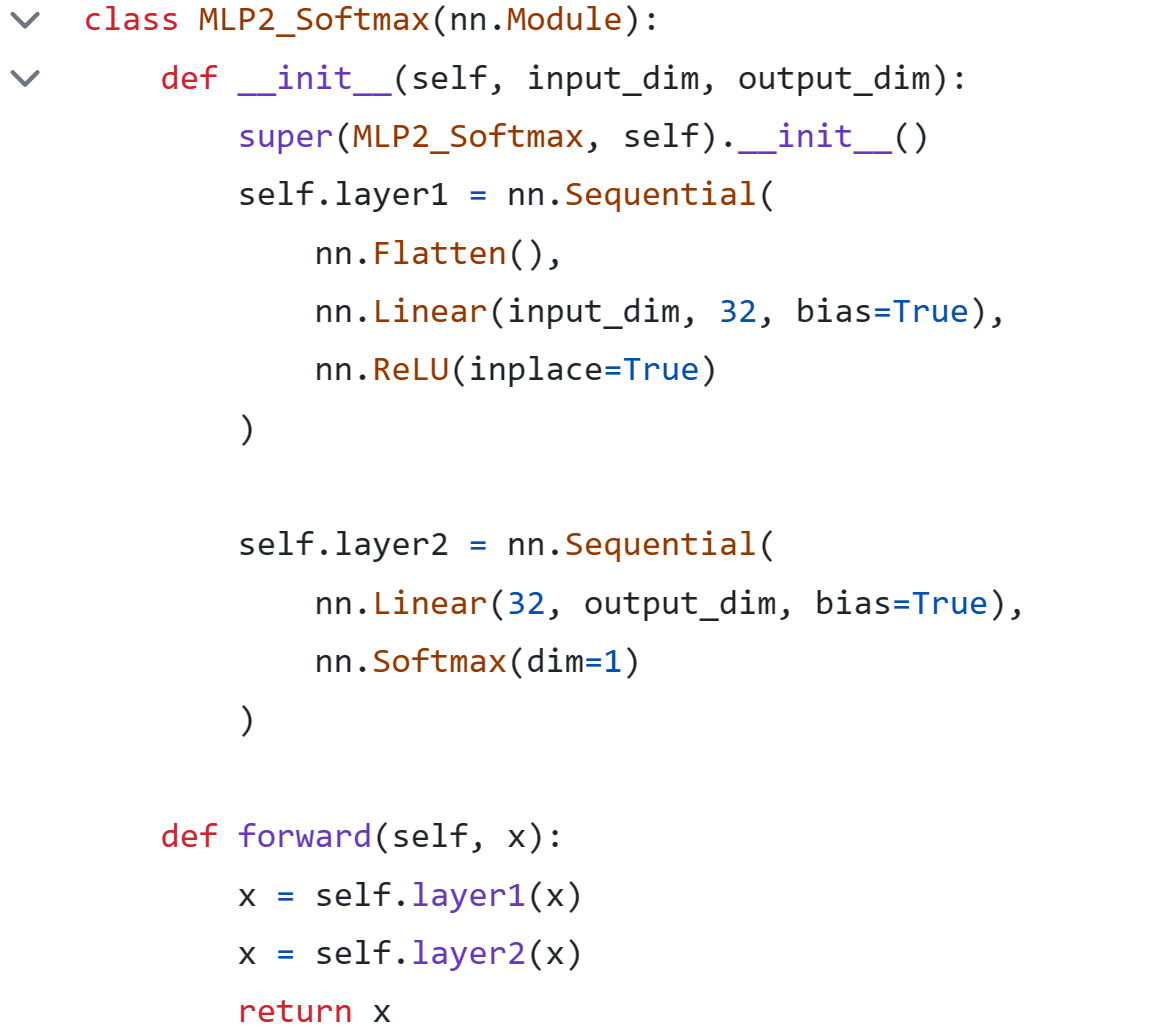 class MLP2_Softmax(nn.Module):
    def __init__(self, input_dim, output_dim):
        super(MLP2_Softmax, self).__init__()
        self.layer1 = nn.Sequential(
            nn.Flatten(),
            nn.Linear(input_dim, 32, bias=True),
            nn.ReLU(inplace=True)
        )

        self.layer2 = nn.Sequential(
            nn.Linear(32, output_dim, bias=True),
            nn.Softmax(dim=1)
        )

    def forward(self, x):
        x = self.layer1(x)
        x = self.layer2(x)
        return x